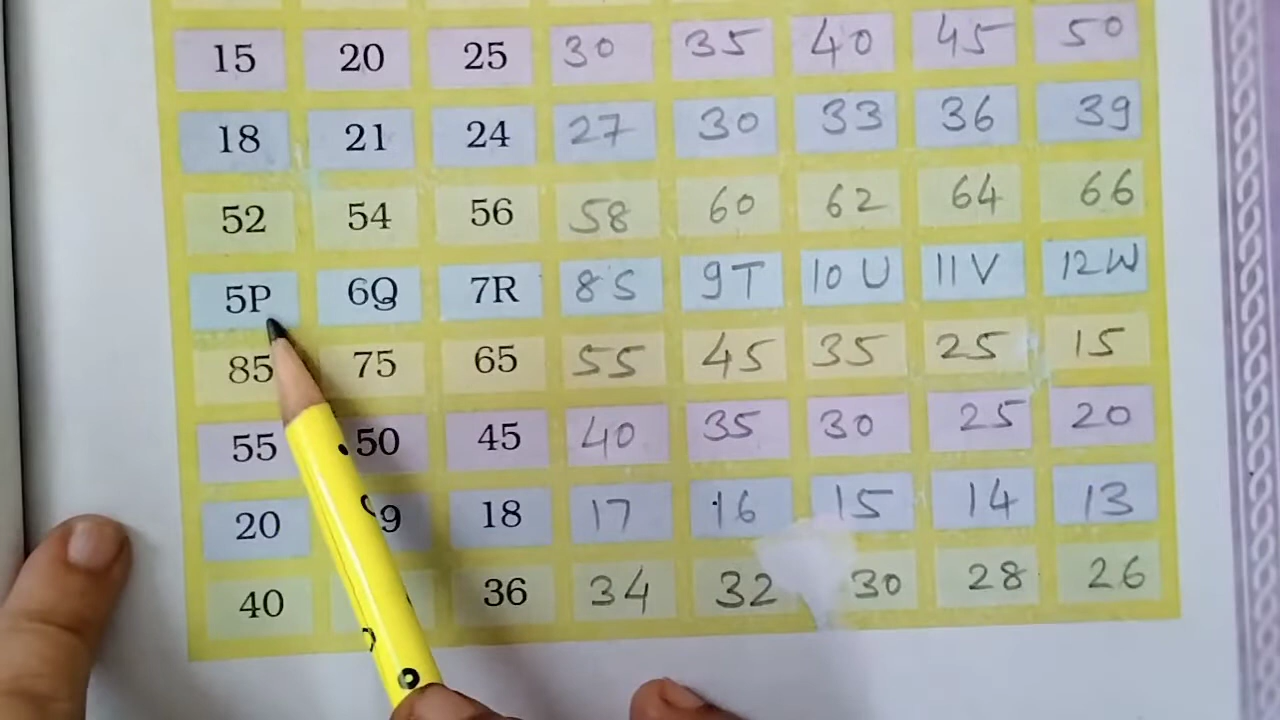 15 20 25 30 35 40 45 50
18 21 24 27 30 33 36 39
52 54 56 58 60 62 64 66
5P 6Q 7R 8S 9T 10U 11V 12W
85 75 65 55 45 35 25 15
55 50 45 40 35 30 25 20
20 9 18 17 16 15 14 13
40 36 34 32 30 28 26